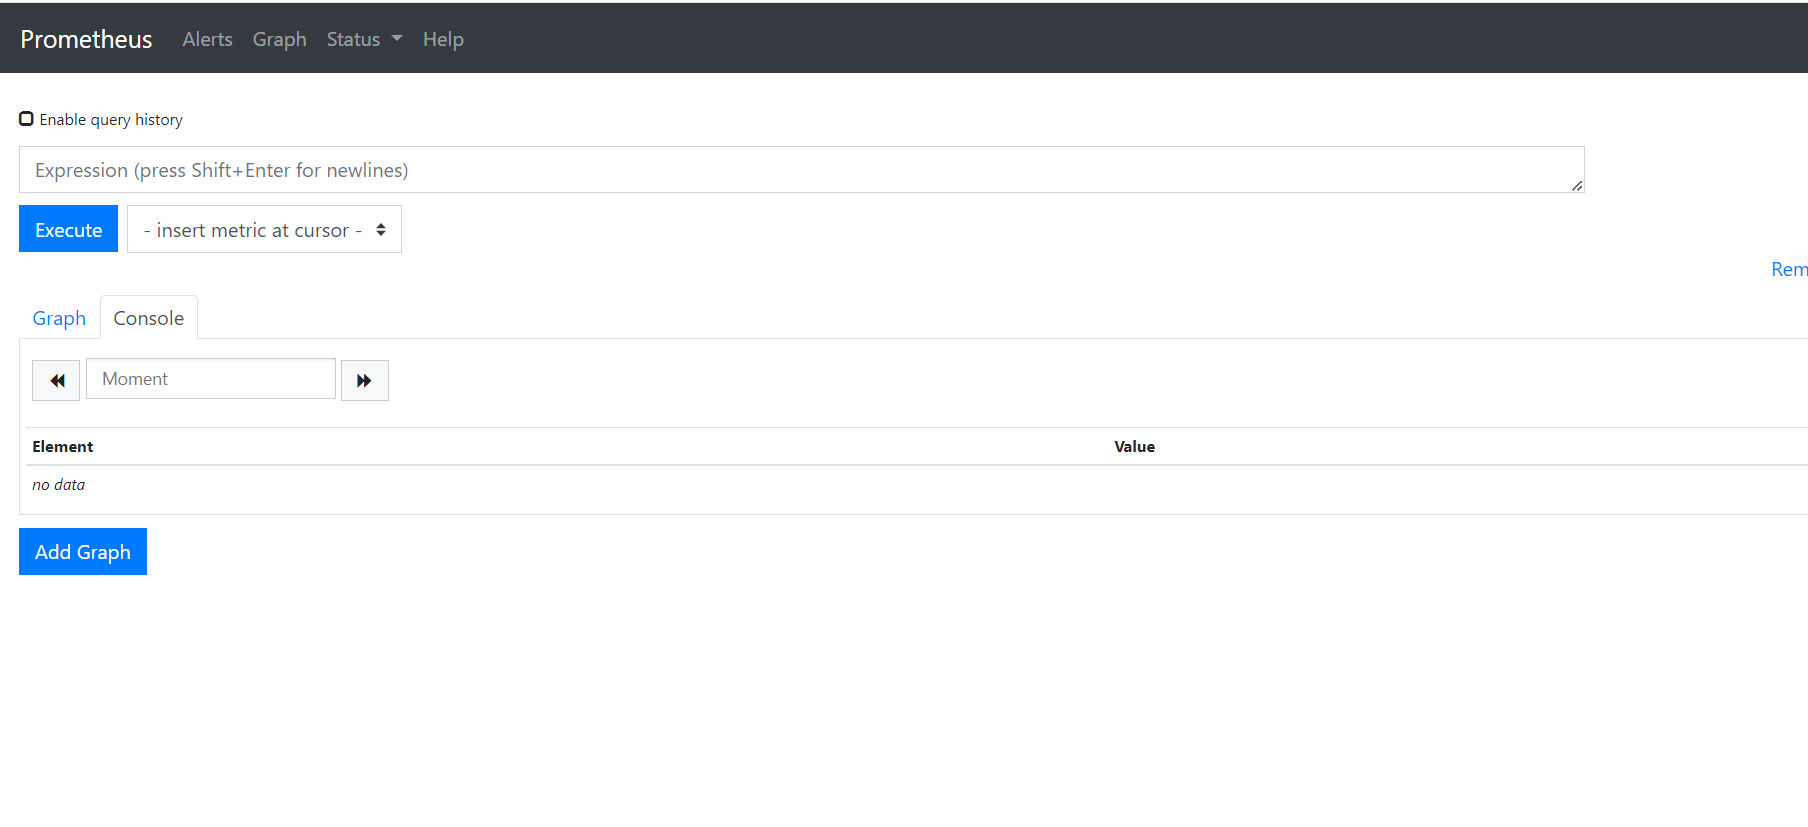 Prometheus Alerts Graph Status Help
Enable query history
Expression (press Shift+Enter for newlines)
Execute - insert metric at cursor -
Rem
Graph Console
Moment
Element Value
no data
Add Graph